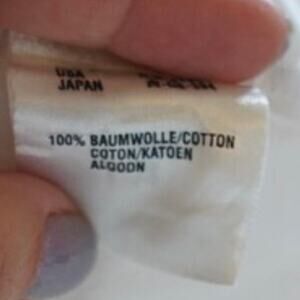 USA
JAPAN
100% BAUMWOLLE/COTTON
COTON/KATOEN
ALGODON